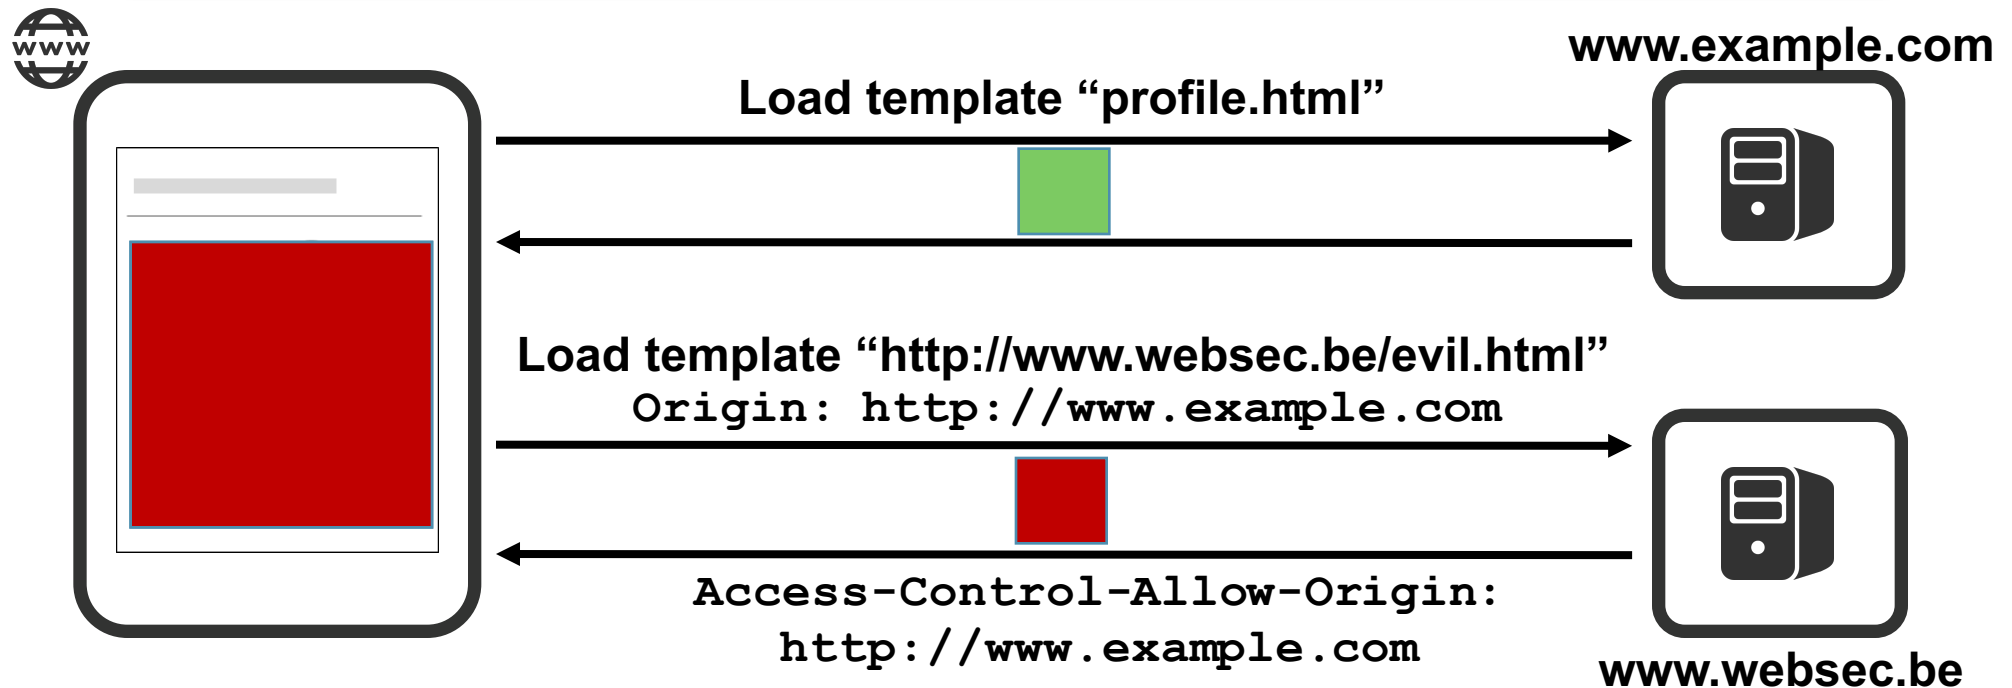 www
www.example.com
Load template “profile.html”
Load template “http://www.websec.be/evil.html”
Origin: http://www.example.com
Access-Control-Allow-Origin:
http://www.example.com
www.websec.be